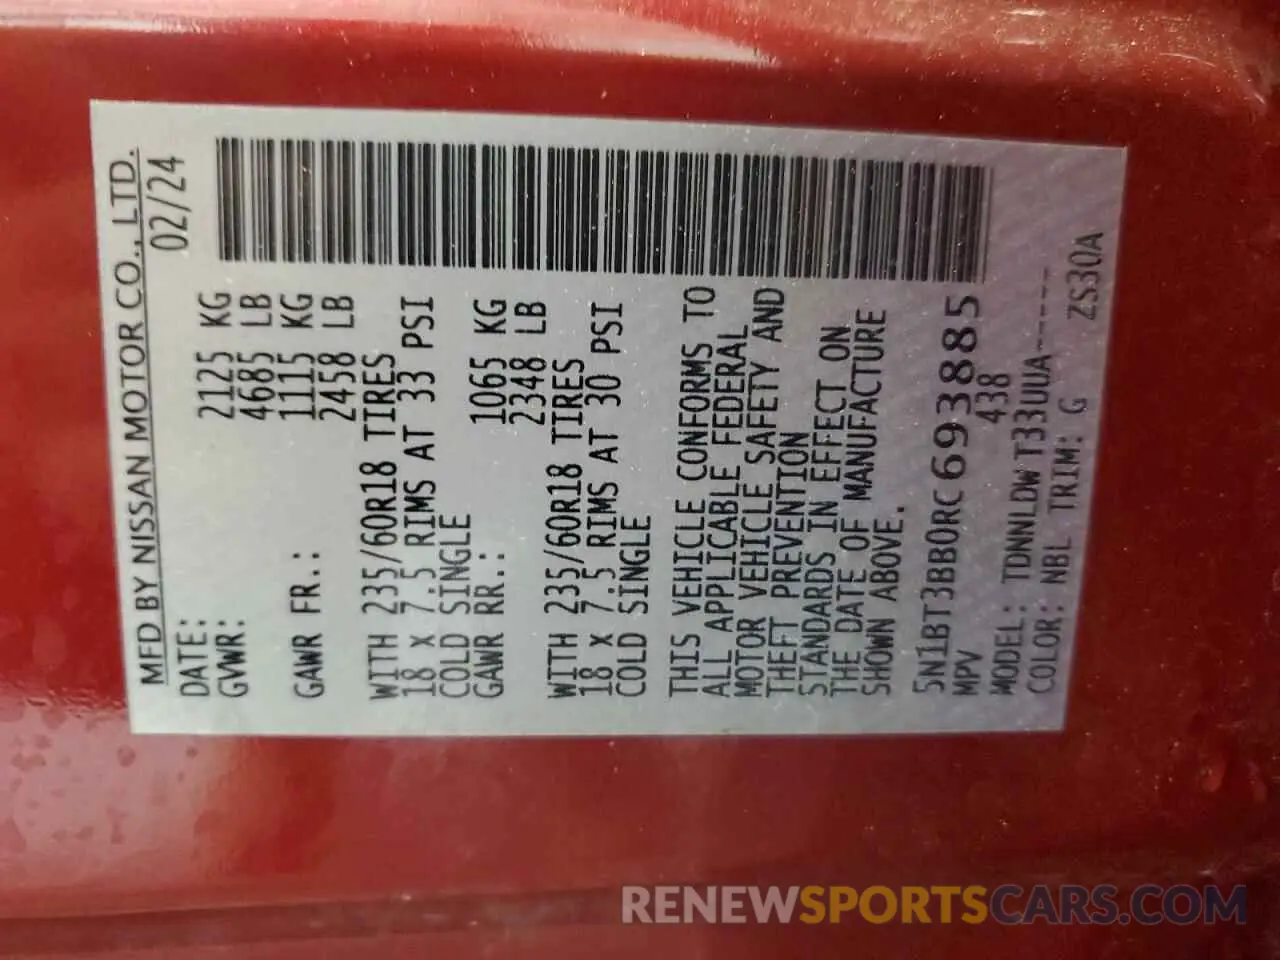 MFD BY NISSAN MOTOR CO., LTD.
DATE: 02/24
GVWR: 2125 KG
4685 LB
GAWR FR.: 1115 KG
2458 LB
WITH 235/60R18 TIRES
18 x 7.5 RIMS AT 33 PSI
COLD SINGLE
GAWR RR.: 1065 KG
2348 LB
WITH 235/60R18 TIRES
18 x 7.5 RIMS AT 30 PSI
COLD SINGLE
THIS VEHICLE CONFORMS TO
ALL APPLICABLE FEDERAL
MOTOR VEHICLE SAFETY AND
THEFT PREVENTION
STANDARDS IN EFFECT ON
THE DATE OF MANUFACTURE
SHOWN ABOVE.
5N1BT3BB0RC693885
MPV 438
MODEL: TDNNLDW T33UUA------
COLOR: NBL TRIM: G ZS30A
RENEWSPORTSCARS.COM